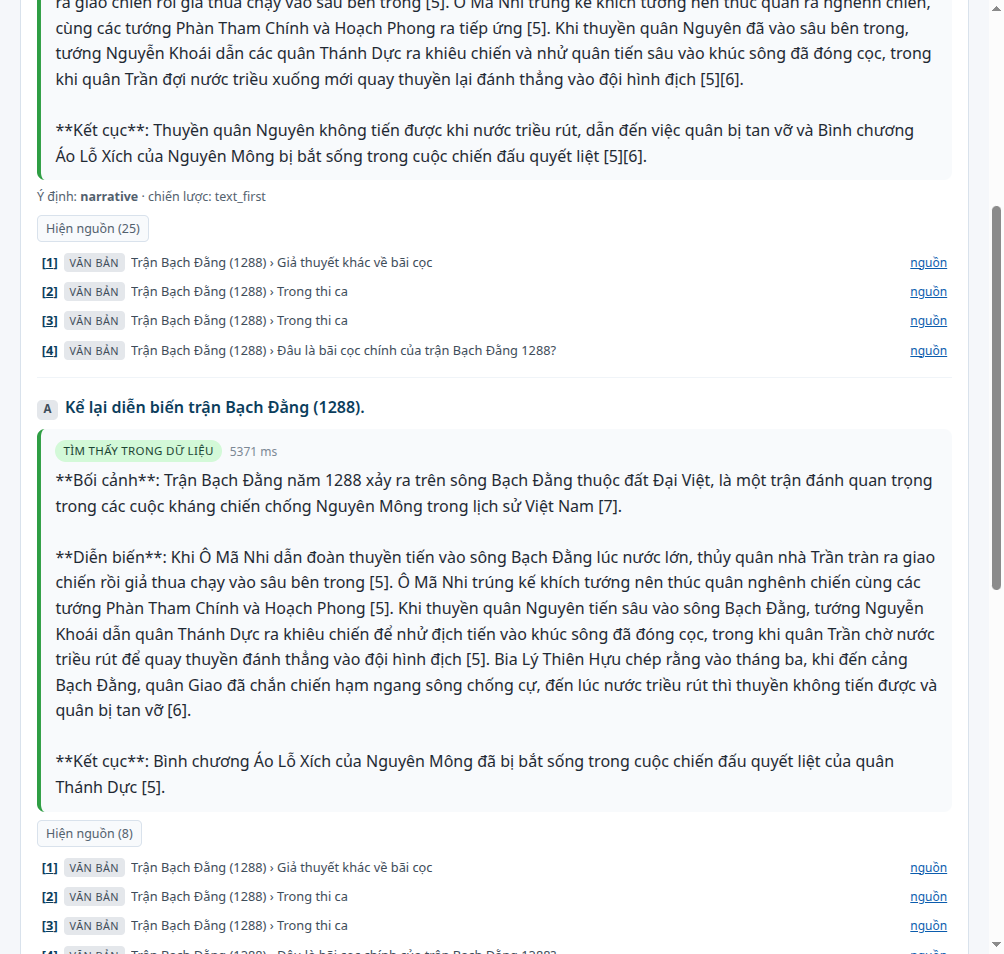 ra giao chiến rồi giả thua chạy vào sâu bên trong [5]. Ô Mã Nhi trúng kế khích tướng nên thúc quân ra nghênh chiến,
cùng các tướng Phàn Tham Chính và Hoạch Phong ra tiếp ứng [5]. Khi thuyền quân Nguyên đã vào sâu bên trong,
tướng Nguyễn Khoái dẫn các quân Thánh Dực ra khiêu chiến và nhử quân tiến sâu vào khúc sông đã đóng cọc, trong
khi quân Trần đợi nước triều xuống mới quay thuyền lại đánh thẳng vào đội hình địch [5][6].
**Kết cục**: Thuyền quân Nguyên không tiến được khi nước triều rút, dẫn đến việc quân bị tan vỡ và Bình chương
Áo Lỗ Xích của Nguyên Mông bị bắt sống trong cuộc chiến đấu quyết liệt [5][6].
Ý định: narrative · chiến lược: text_first
Hiện nguồn (25)
[1] VĂN BẢN Trận Bạch Đằng (1288) › Giả thuyết khác về bãi cọc nguồn
[2] VĂN BẢN Trận Bạch Đằng (1288) › Trong thi ca nguồn
[3] VĂN BẢN Trận Bạch Đằng (1288) › Trong thi ca nguồn
[4] VĂN BẢN Trận Bạch Đằng (1288) › Đâu là bãi cọc chính của trận Bạch Đằng 1288? nguồn
A Kể lại diễn biến trận Bạch Đằng (1288).
TÌM THẤY TRONG DỮ LIỆU 5371 ms
**Bối cảnh**: Trận Bạch Đằng năm 1288 xảy ra trên sông Bạch Đằng thuộc đất Đại Việt, là một trận đánh quan trọng
trong các cuộc kháng chiến chống Nguyên Mông trong lịch sử Việt Nam [7].
**Diễn biến**: Khi Ô Mã Nhi dẫn đoàn thuyền tiến vào sông Bạch Đằng lúc nước lớn, thủy quân nhà Trần tràn ra giao
chiến rồi giả thua chạy vào sâu bên trong [5]. Ô Mã Nhi trúng kế khích tướng nên thúc quân nghênh chiến cùng các
tướng Phàn Tham Chính và Hoạch Phong [5]. Khi thuyền quân Nguyên tiến sâu vào sông Bạch Đằng, tướng Nguyễn
Khoái dẫn quân Thánh Dực ra khiêu chiến để nhử địch tiến vào khúc sông đã đóng cọc, trong khi quân Trần chờ nước
triều rút để quay thuyền đánh thẳng vào đội hình địch [5]. Bia Lý Thiên Hựu chép rằng vào tháng ba, khi đến cảng
Bạch Đằng, quân Giao đã chắn chiến hạm ngang sông chống cự, đến lúc nước triều rút thì thuyền không tiến được và
quân bị tan vỡ [6].
**Kết cục**: Bình chương Áo Lỗ Xích của Nguyên Mông đã bị bắt sống trong cuộc chiến đấu quyết liệt của quân
Thánh Dực [5].
Hiện nguồn (8)
[1] VĂN BẢN Trận Bạch Đằng (1288) › Giả thuyết khác về bãi cọc nguồn
[2] VĂN BẢN Trận Bạch Đằng (1288) › Trong thi ca nguồn
[3] VĂN BẢN Trận Bạch Đằng (1288) › Trong thi ca nguồn
[4] VĂN BẢN Trận Bạch Đằng (1288) › Đâu là bãi cọc chính của trận Bạch Đằng 1288? nguồn